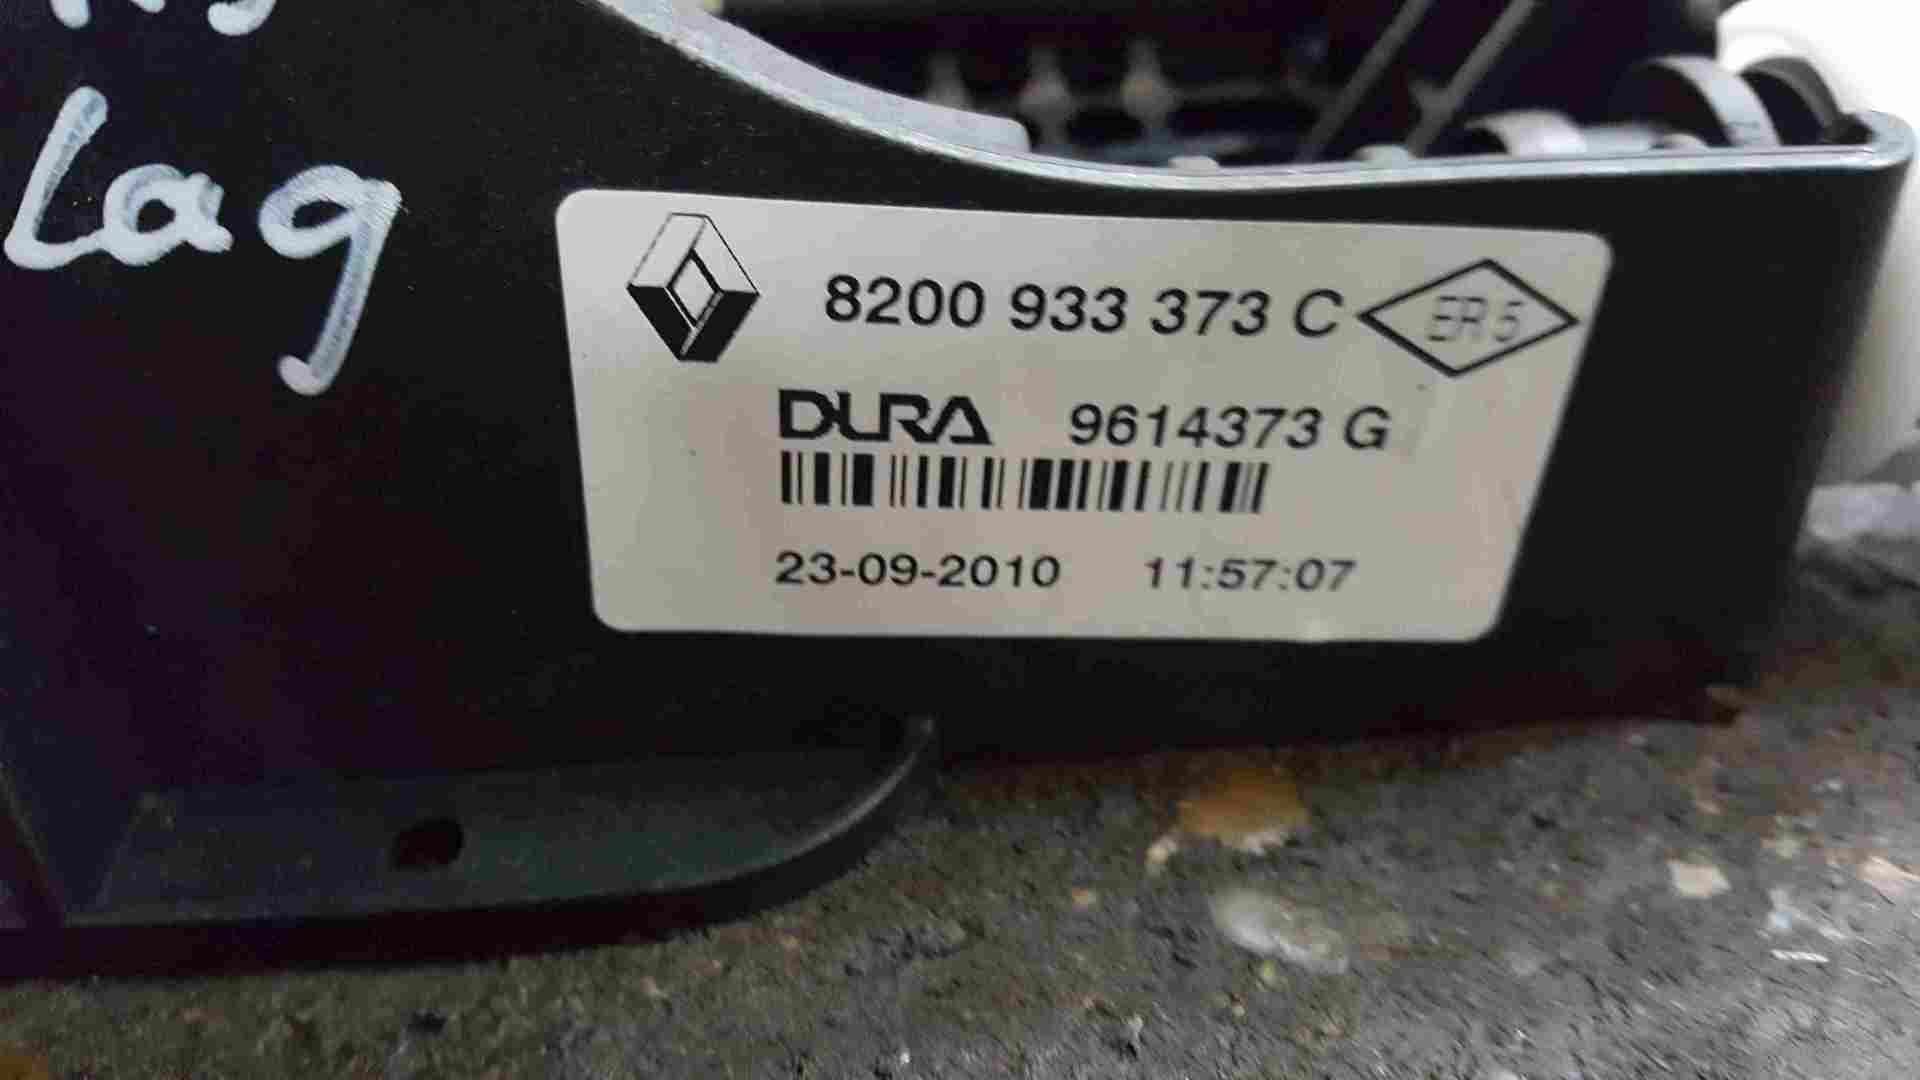 Lag
8200 933 373 C ER 5
DURA 9614373 G
23-09-2010 11:57:07